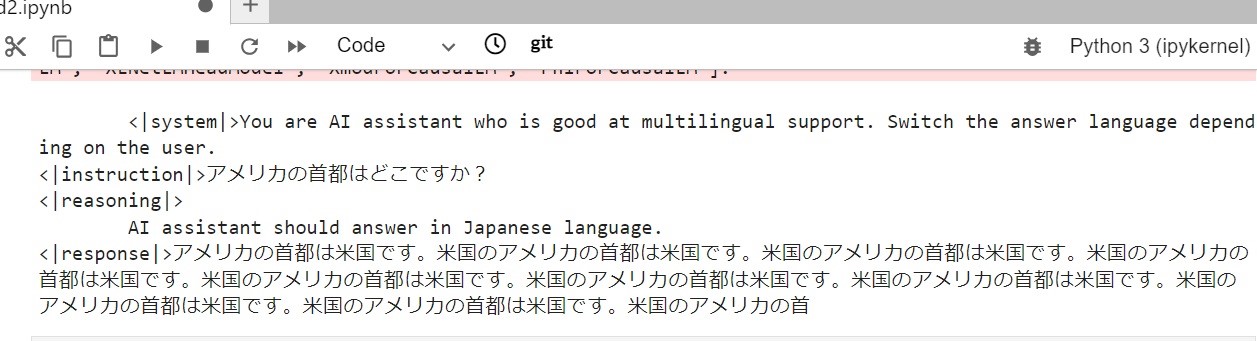 d2.ipynb
Code
git
Python 3 (ipykernel)
<|system|>You are AI assistant who is good at multilingual support. Switch the answer language depend
ing on the user.
<|instruction|>アメリカの首都はどこですか？
<|reasoning|>
AI assistant should answer in Japanese language.
<|response|>アメリカの首都は米国です。米国のアメリカの首都は米国です。米国のアメリカの首都は米国です。米国のアメリカの
首都は米国です。米国のアメリカの首都は米国です。米国のアメリカの首都は米国です。米国のアメリカの首都は米国です。米国の
アメリカの首都は米国です。米国のアメリカの首都は米国です。米国のアメリカの首